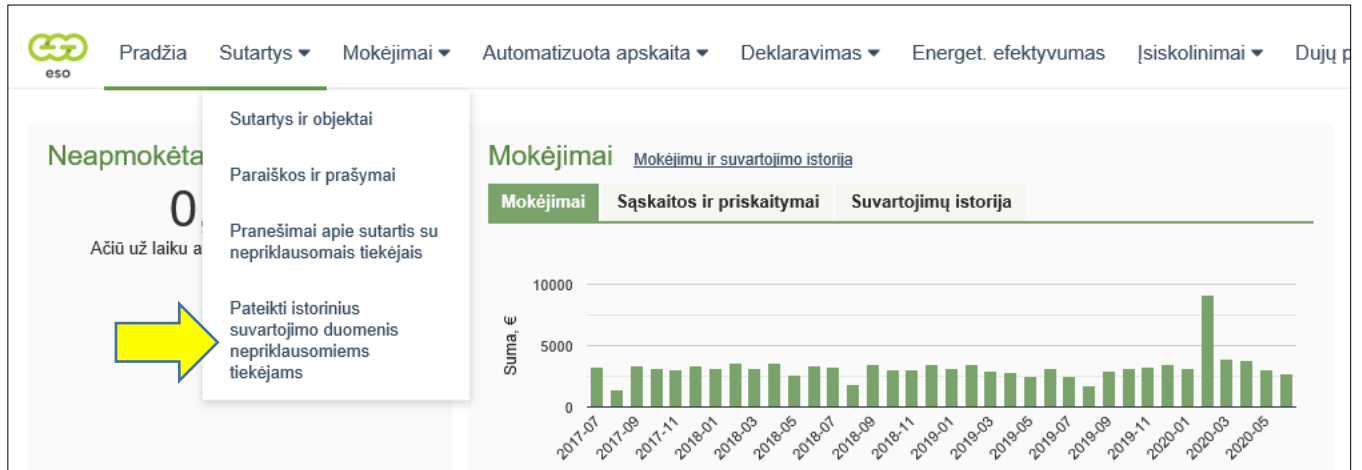 eso
Pradžia Sutartys Mokėjimai Automatizuota apskaita Deklaravimas Energet. efektyvumas Įsiskolinimai Dujų p
Sutartys ir objektai
Paraiškos ir prašymai
Pranešimai apie sutartis su
nepriklausomais tiekėjais
Pateikti istorinius
suvartojimo duomenis
nepriklausomiems
tiekėjams
Neapmokėta
0,
Ačiū už laiku a
Mokėjimai Mokėjimų ir suvartojimo istorija
Mokėjimai Sąskaitos ir priskaitymai Suvartojimų istorija
Suma, €
10000
5000
0
2017-07 2017-09 2017-11 2018-01 2018-03 2018-05 2018-07 2018-09 2018-11 2019-01 2019-03 2019-05 2019-07 2019-09 2019-11 2020-01 2020-03 2020-05